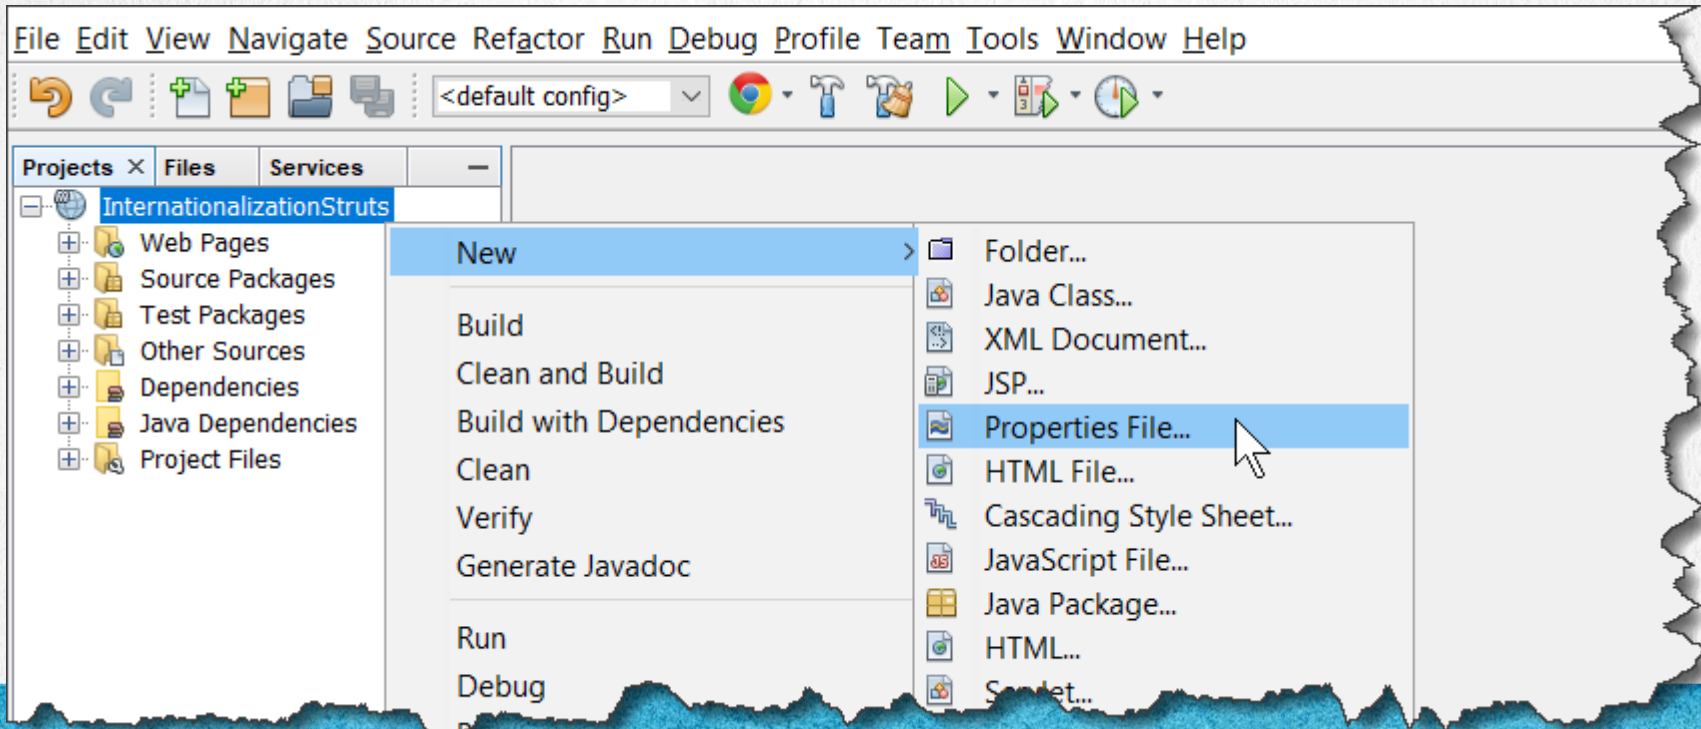 File Edit View Navigate Source Refactor Run Debug Profile Team Tools Window Help
<default config>
Projects Files Services
InternationalizationStruts
Web Pages
Source Packages
Test Packages
Other Sources
Dependencies
Java Dependencies
Project Files
New
Build
Clean and Build
Build with Dependencies
Clean
Verify
Generate Javadoc
Run
Debug
Folder...
Java Class...
XML Document...
JSP...
Properties File...
HTML File...
Cascading Style Sheet...
JavaScript File...
Java Package...
HTML...